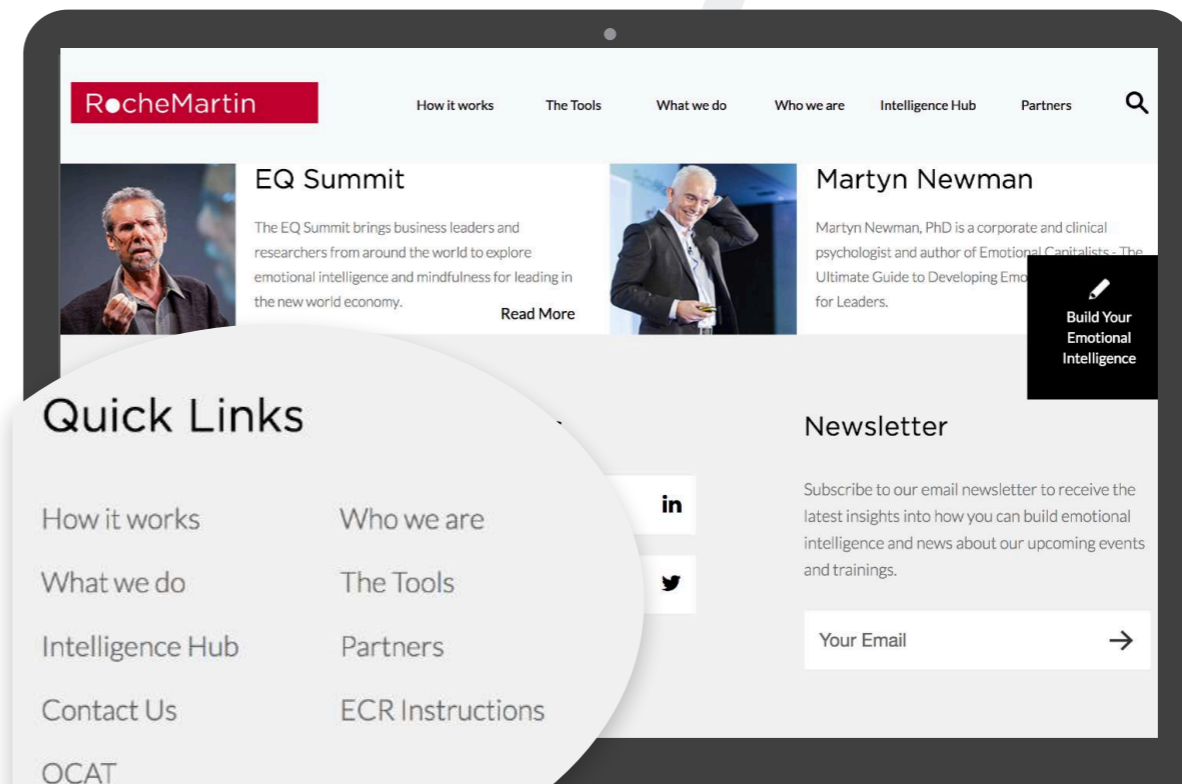 RocheMartin
How it works
The Tools
What we do
Who we are
Intelligence Hub
Partners
EQ Summit
The EQ Summit brings business leaders and
researchers from around the world to explore
emotional intelligence and mindfulness for leading in
the new world economy.
Read More
Martyn Newman
Martyn Newman, PhD is a corporate and clinical
psychologist and author of Emotional Capitalists - The
Ultimate Guide to Developing
for Leaders.
Build Your
Emotional
Intelligence
Quick Links
How it works
Who we are
What we do
The Tools
Intelligence Hub
Partners
Contact Us
ECR Instructions
OCAT
in
Newsletter
Subscribe to our email newsletter to receive the
latest insights into how you can build emotional
intelligence and news about our upcoming events
and trainings.
Your Email